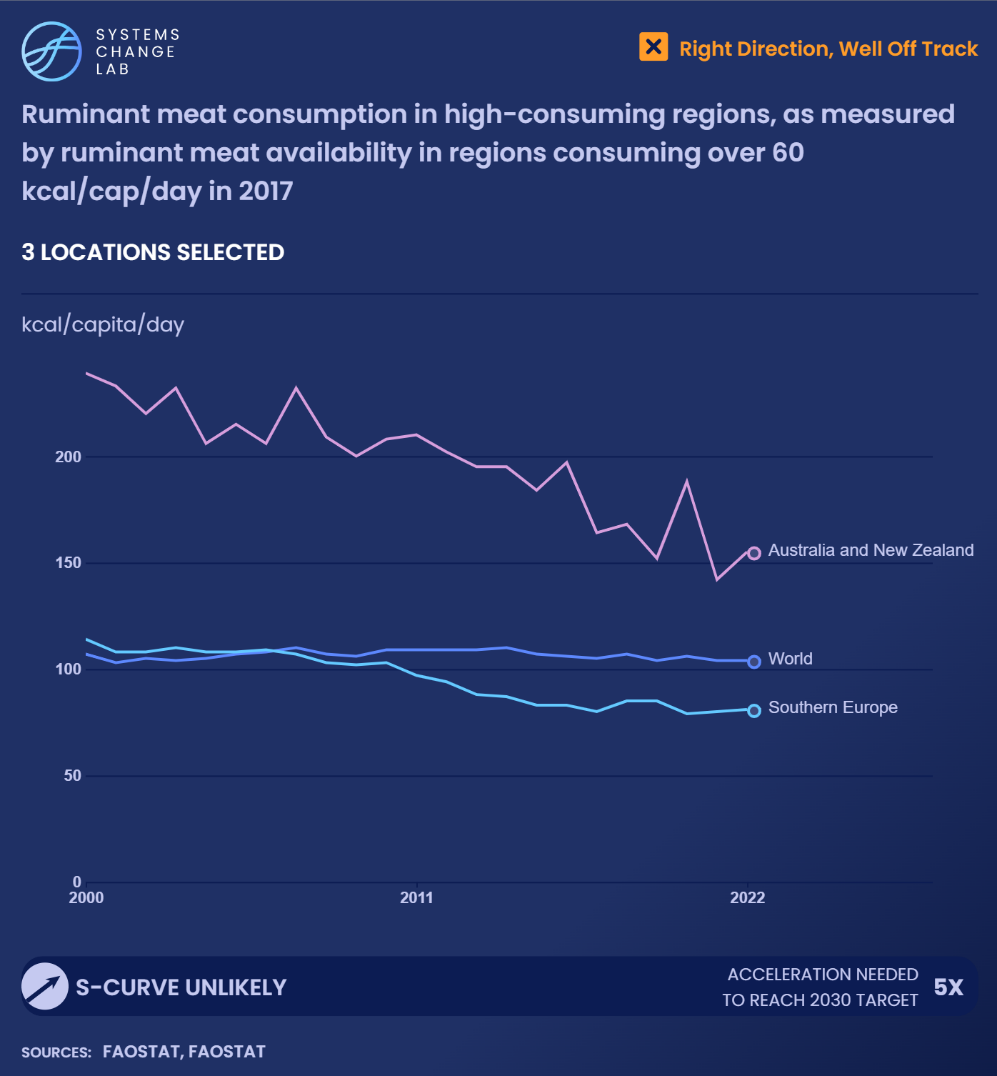 SYSTEMS
CHANGE
LAB
Right Direction, Well Off Track
Ruminant meat consumption in high-consuming regions, as measured
by ruminant meat availability in regions consuming over 60
kcal/cap/day in 2017
3 LOCATIONS SELECTED
kcal/capita/day
200
150
100
50
0
Australia and New Zealand
World
Southern Europe
2000 2011 2022
S-CURVE UNLIKELY
ACCELERATION NEEDED
TO REACH 2030 TARGET
5X
SOURCES: FAOSTAT, FAOSTAT